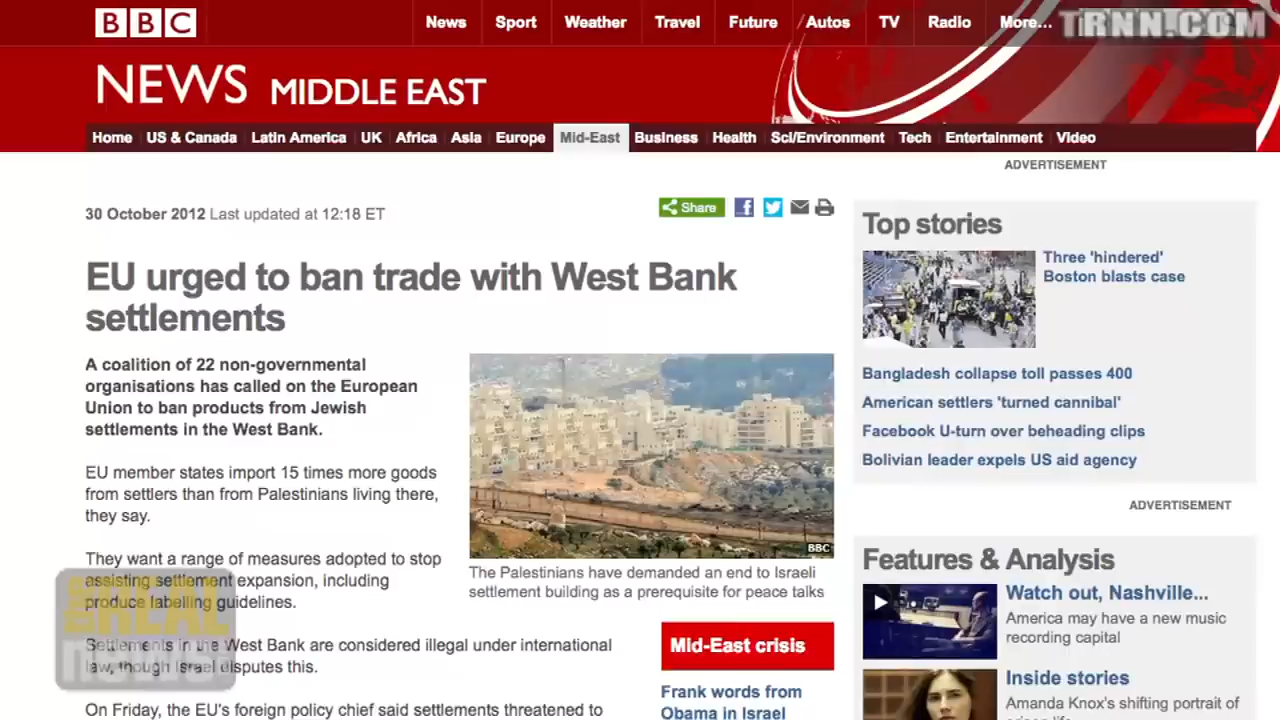 BBC
News Sport Weather Travel Future Autos TV Radio More...
TRNN.COM
NEWS MIDDLE EAST
Home US & Canada Latin America UK Africa Asia Europe Mid-East Business Health Sci/Environment Tech Entertainment Video
ADVERTISEMENT
30 October 2012 Last updated at 12:18 ET
Share
EU urged to ban trade with West Bank
settlements
A coalition of 22 non-governmental
organisations has called on the European
Union to ban products from Jewish
settlements in the West Bank.
EU member states import 15 times more goods
from settlers than from Palestinians living there,
they say.
They want a range of measures adopted to stop
assisting settlement expansion, including
produce labelling guidelines.
Settlements in the West Bank are considered illegal under international
law, though Israel disputes this.
On Friday, the EU's foreign policy chief said settlements threatened to
BBC
The Palestinians have demanded an end to Israeli
settlement building as a prerequisite for peace talks
Mid-East crisis
Frank words from
Obama in Israel
Top stories
Three 'hindered'
Boston blasts case
Bangladesh collapse toll passes 400
American settlers 'turned cannibal'
Facebook U-turn over beheading clips
Bolivian leader expels US aid agency
ADVERTISEMENT
Features & Analysis
Watch out, Nashville...
America may have a new music
recording capital
Inside stories
Amanda Knox's shifting portrait of
THE REAL
NEWS